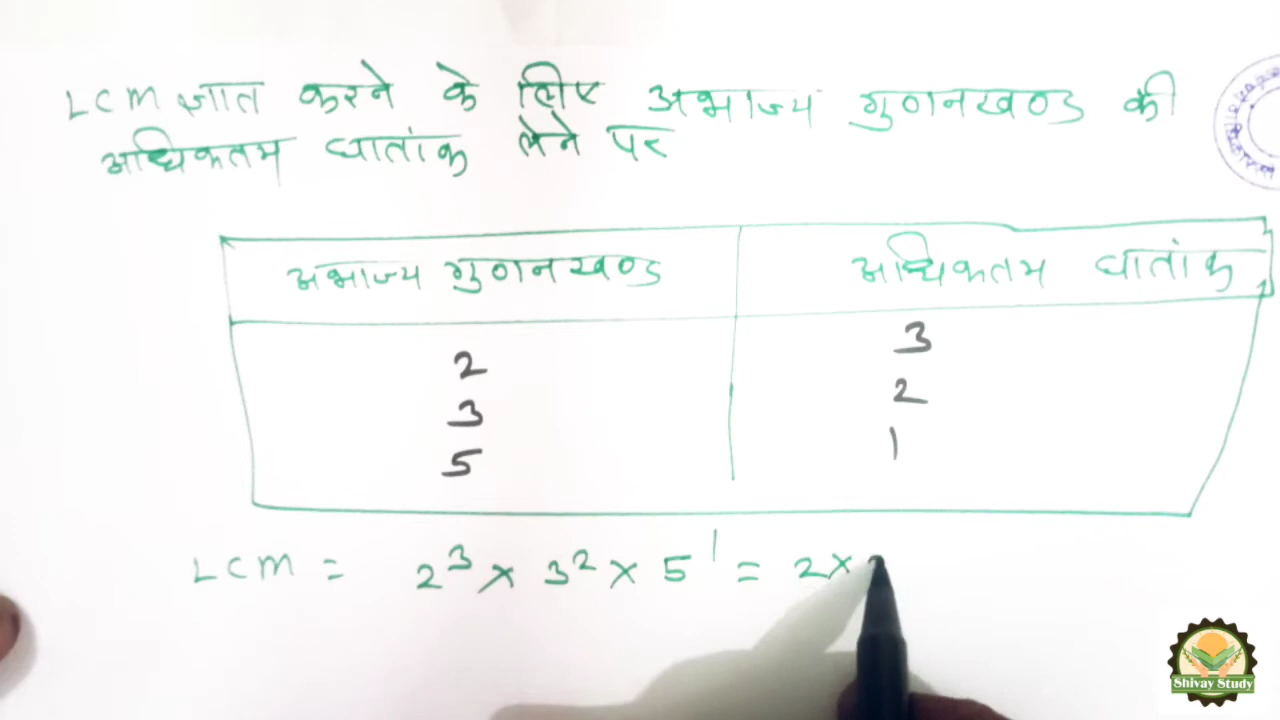 LCM ज्ञात करने के लिए अभाज्य गुणनखण्ड की
अधिकतम घातांक लेने पर
अभाज्य गुणनखण्ड अधिकतम घातांक
2 3
3 2
5 1
LCM = 2³ × 3² × 5¹ = 2×
Shivay Study